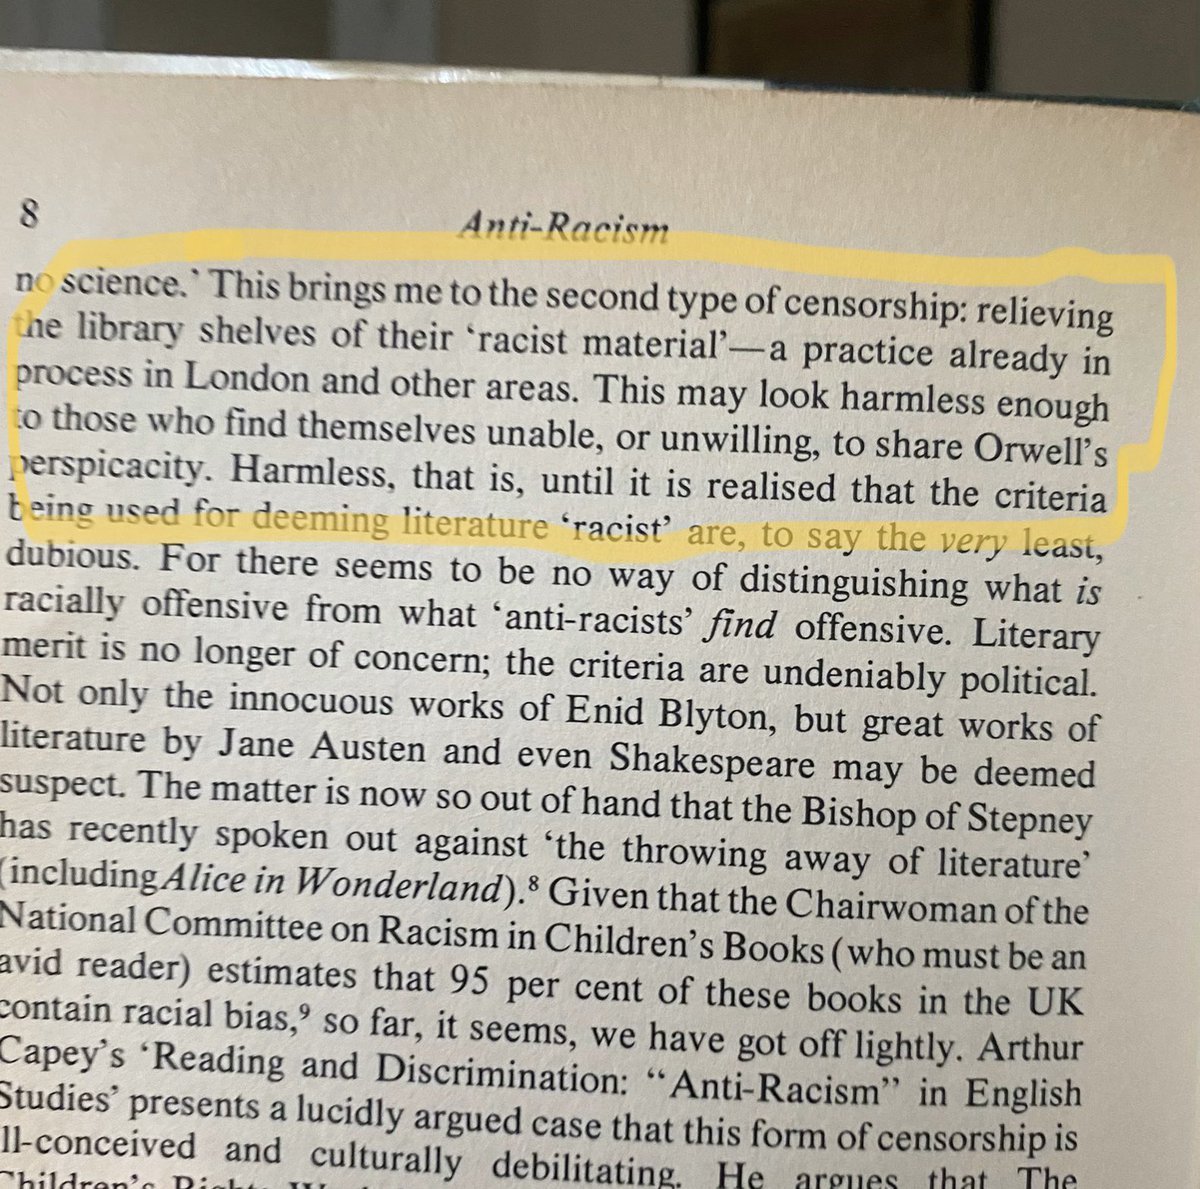 8
Anti-Racism
no science.’ This brings me to the second type of censorship: relieving
the library shelves of their ‘racist material’—a practice already in
process in London and other areas. This may look harmless enough
to those who find themselves unable, or unwilling, to share Orwell’s
perspicacity. Harmless, that is, until it is realised that the criteria
being used for deeming literature ‘racist’ are, to say the very least,
dubious. For there seems to be no way of distinguishing what is
racially offensive from what ‘anti-racists’ find offensive. Literary
merit is no longer of concern; the criteria are undeniably political.
Not only the innocuous works of Enid Blyton, but great works of
literature by Jane Austen and even Shakespeare may be deemed
suspect. The matter is now so out of hand that the Bishop of Stepney
has recently spoken out against ‘the throwing away of literature’
(including Alice in Wonderland).⁸ Given that the Chairwoman of the
National Committee on Racism in Children’s Books (who must be an
avid reader) estimates that 95 per cent of these books in the UK
contain racial bias,⁹ so far, it seems, we have got off lightly. Arthur
Capey’s ‘Reading and Discrimination: “Anti-Racism” in English
Studies’ presents a lucidly argued case that this form of censorship is
ll-conceived and culturally debilitating. He argues that The
Children’s